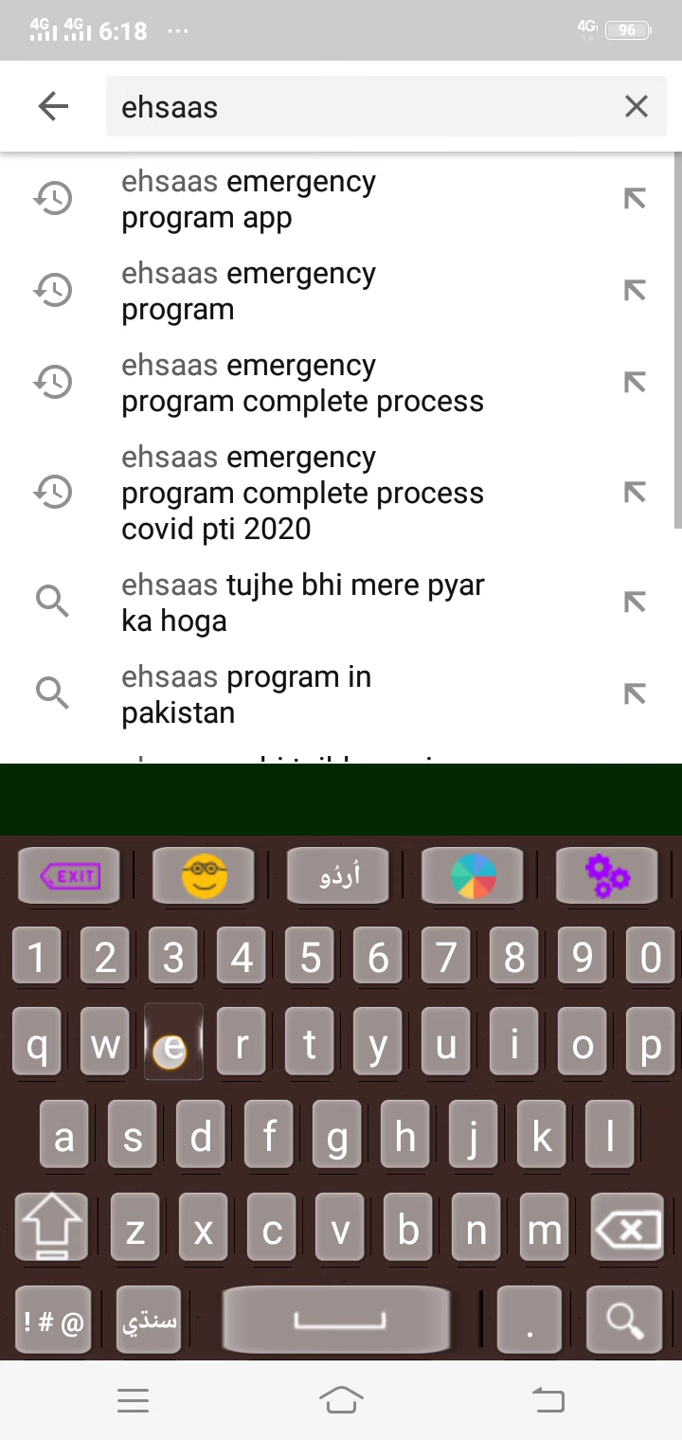 4G 4G 6:18 ... 4G 96
ehsaas
ehsaas emergency
program app
ehsaas emergency
program
ehsaas emergency
program complete process
ehsaas emergency
program complete process
covid pti 2020
ehsaas tujhe bhi mere pyar
ka hoga
ehsaas program in
pakistan
EXIT اُردُو
1 2 3 4 5 6 7 8 9 0
q w e r t y u i o p
a s d f g h j k l
z x c v b n m
! # @ سنڌي .